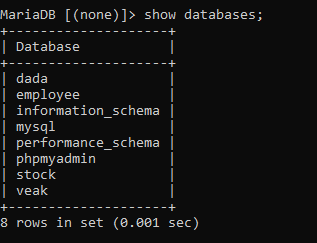 MariaDB [(none)]> show databases;
+--------------------+
| Database           |
+--------------------+
| dada               |
| employee           |
| information_schema |
| mysql              |
| performance_schema |
| phpmyadmin         |
| stock              |
| veak               |
+--------------------+
8 rows in set (0.001 sec)